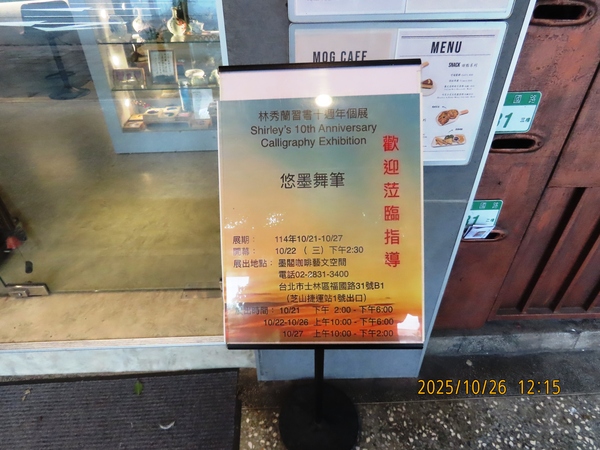 MOG CAFE
MENU
SNACK
林秀蘭習書十週年個展
Shirley's 10th Anniversary
Calligraphy Exhibition
悠墨舞筆
歡迎蒞臨指導
展期： 114年10/21-10/27
開幕： 10/22 （三）下午2:30
展出地點：墨閣咖啡藝文空間
電話02-2831-3400
台北市士林區福國路31號B1
（芝山捷運站1號出口）
時間： 10/21 下午 2:00 - 下午6:00
10/22-10/26 上午10:00 - 下午6:00
10/27 上午10:00 - 下午2:00
2025/10/26 12:15